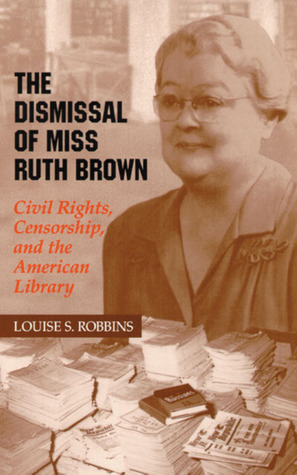 THE
DISMISSAL
OF MISS
RUTH BROWN
Civil Rights,
Censorship,
and the
American
Library
LOUISE S. ROBBINS